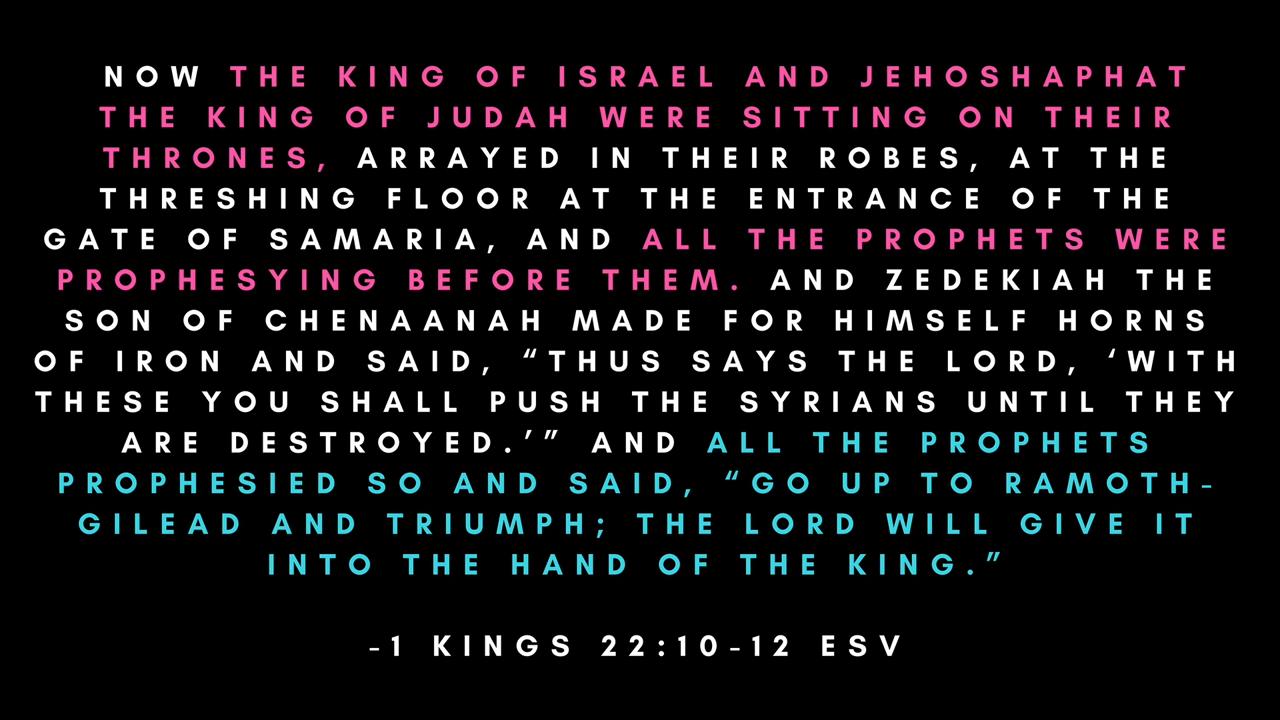 NOW THE KING OF ISRAEL AND JEHOSHAPHAT
THE KING OF JUDAH WERE SITTING ON THEIR
THRONES, ARRAYED IN THEIR ROBES, AT THE
THRESHING FLOOR AT THE ENTRANCE OF THE
GATE OF SAMARIA, AND ALL THE PROPHETS WERE
PROPHESYING BEFORE THEM. AND ZEDEKIAH THE
SON OF CHENAANAH MADE FOR HIMSELF HORNS
OF IRON AND SAID, “THUS SAYS THE LORD, ‘WITH
THESE YOU SHALL PUSH THE SYRIANS UNTIL THEY
ARE DESTROYED.’” AND ALL THE PROPHETS
PROPHESIED SO AND SAID, “GO UP TO RAMOTH-
GILEAD AND TRIUMPH; THE LORD WILL GIVE IT
INTO THE HAND OF THE KING.”
-1 KINGS 22:10-12 ESV